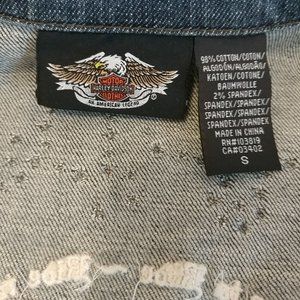 MOTOR
HARLEY-DAVIDSON
CLOTHES
AN AMERICAN LEGEND
98% COTTON/COTON/
ALGODÓN/ALGODÃO/
KATOEN/COTONE/
BAUMWOLLE
2% SPANDEX/
SPANDEX/SPANDEX/
SPANDEX/SPANDEX/
SPANDEX/SPANDEX
MADE IN CHINA
RN#103819
CA#03402
S